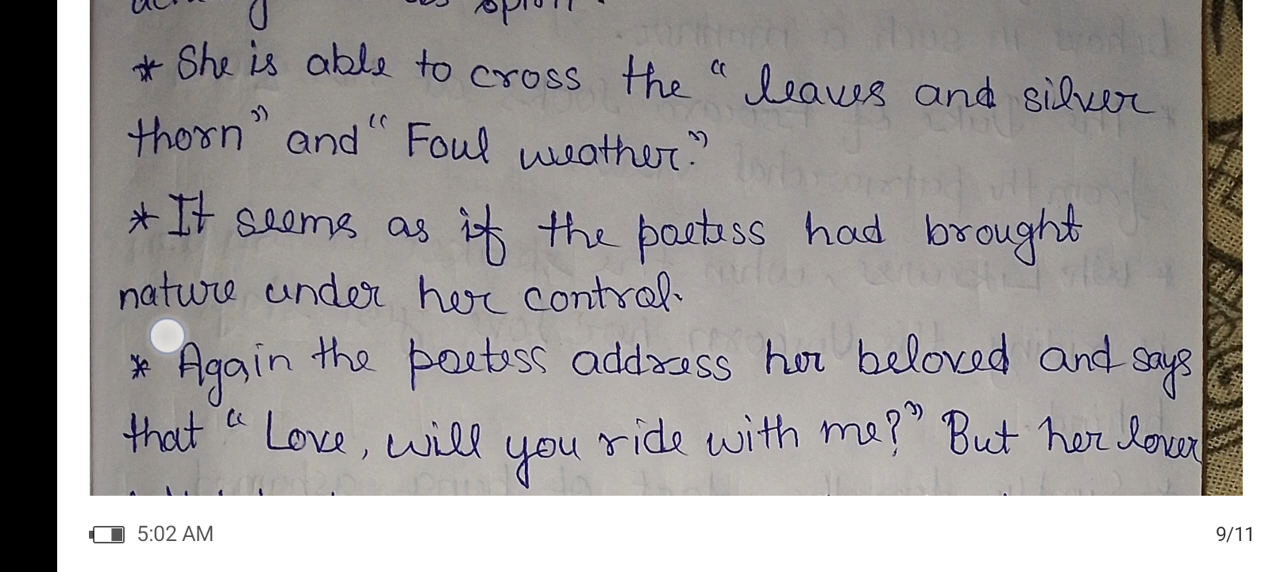 * She is able to cross the "leaves and silver
thorn" and "Foul weather."
* It seems as if the poetess had brought
nature under her control.
* Again the poetess address her beloved and says
that "Love, will you ride with me?" But her lover
5:02 AM
9/11